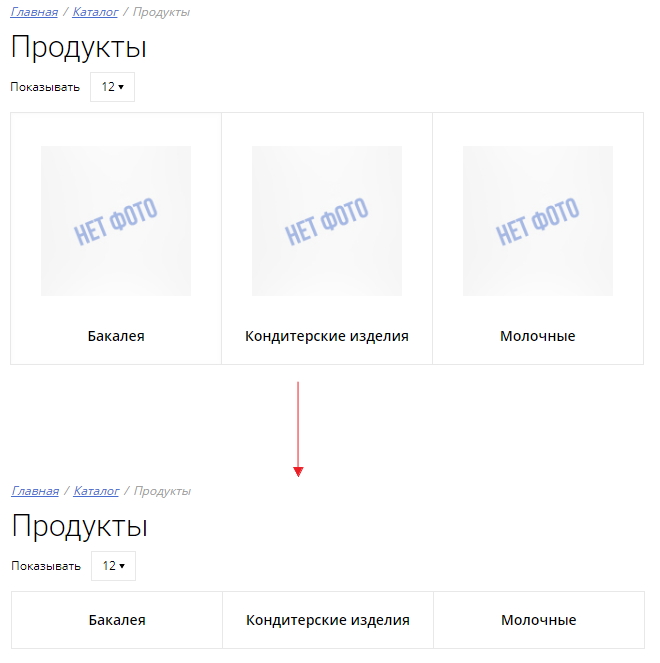 Главная / Каталог / Продукты
Продукты
Показывать 12
НЕТ ФОТО НЕТ ФОТО НЕТ ФОТО
Бакалея Кондитерские изделия Молочные
Главная / Каталог / Продукты
Продукты
Показывать 12
Бакалея Кондитерские изделия Молочные